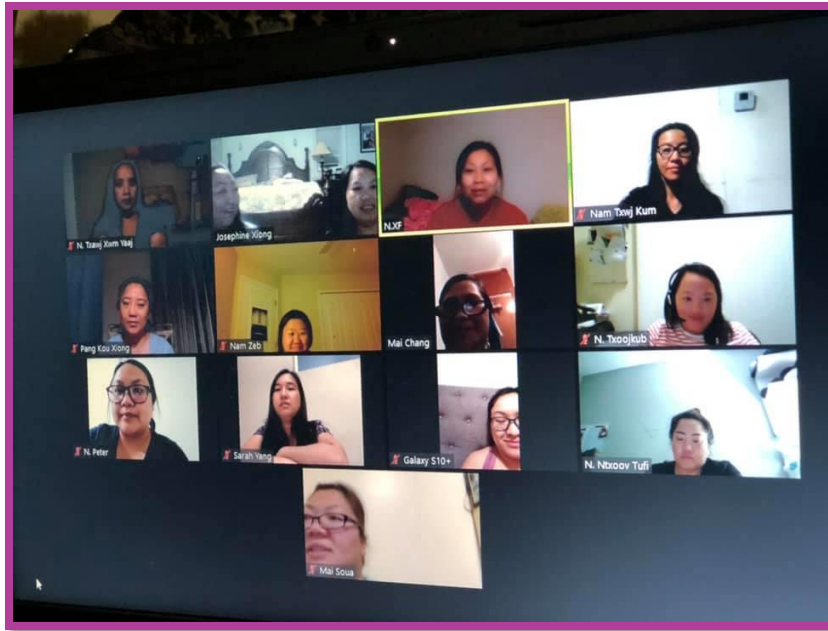 N. Txawj Xwm Yaaj
Josephine Xiong
N.XF
Nam Txwj Kum
Pang Kou Xiong
Nam Zeb
Mai Chang
N. Txoojkub
N. Peter
Sarah Yang
Galaxy S10+
N. Ntxoov Tufi
Mai Soua